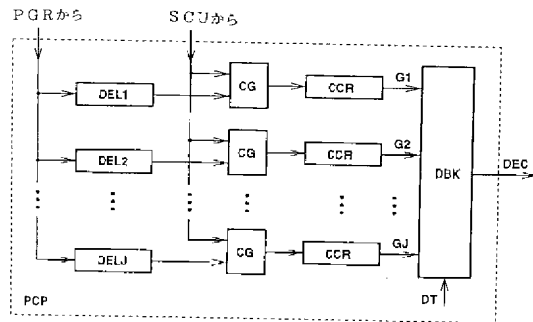 PGRから SCUから
CG CCR G1
DEL1
CG CCR G2
DEL2
DBK DEC
CG CCR GJ
DELJ
PCP DT